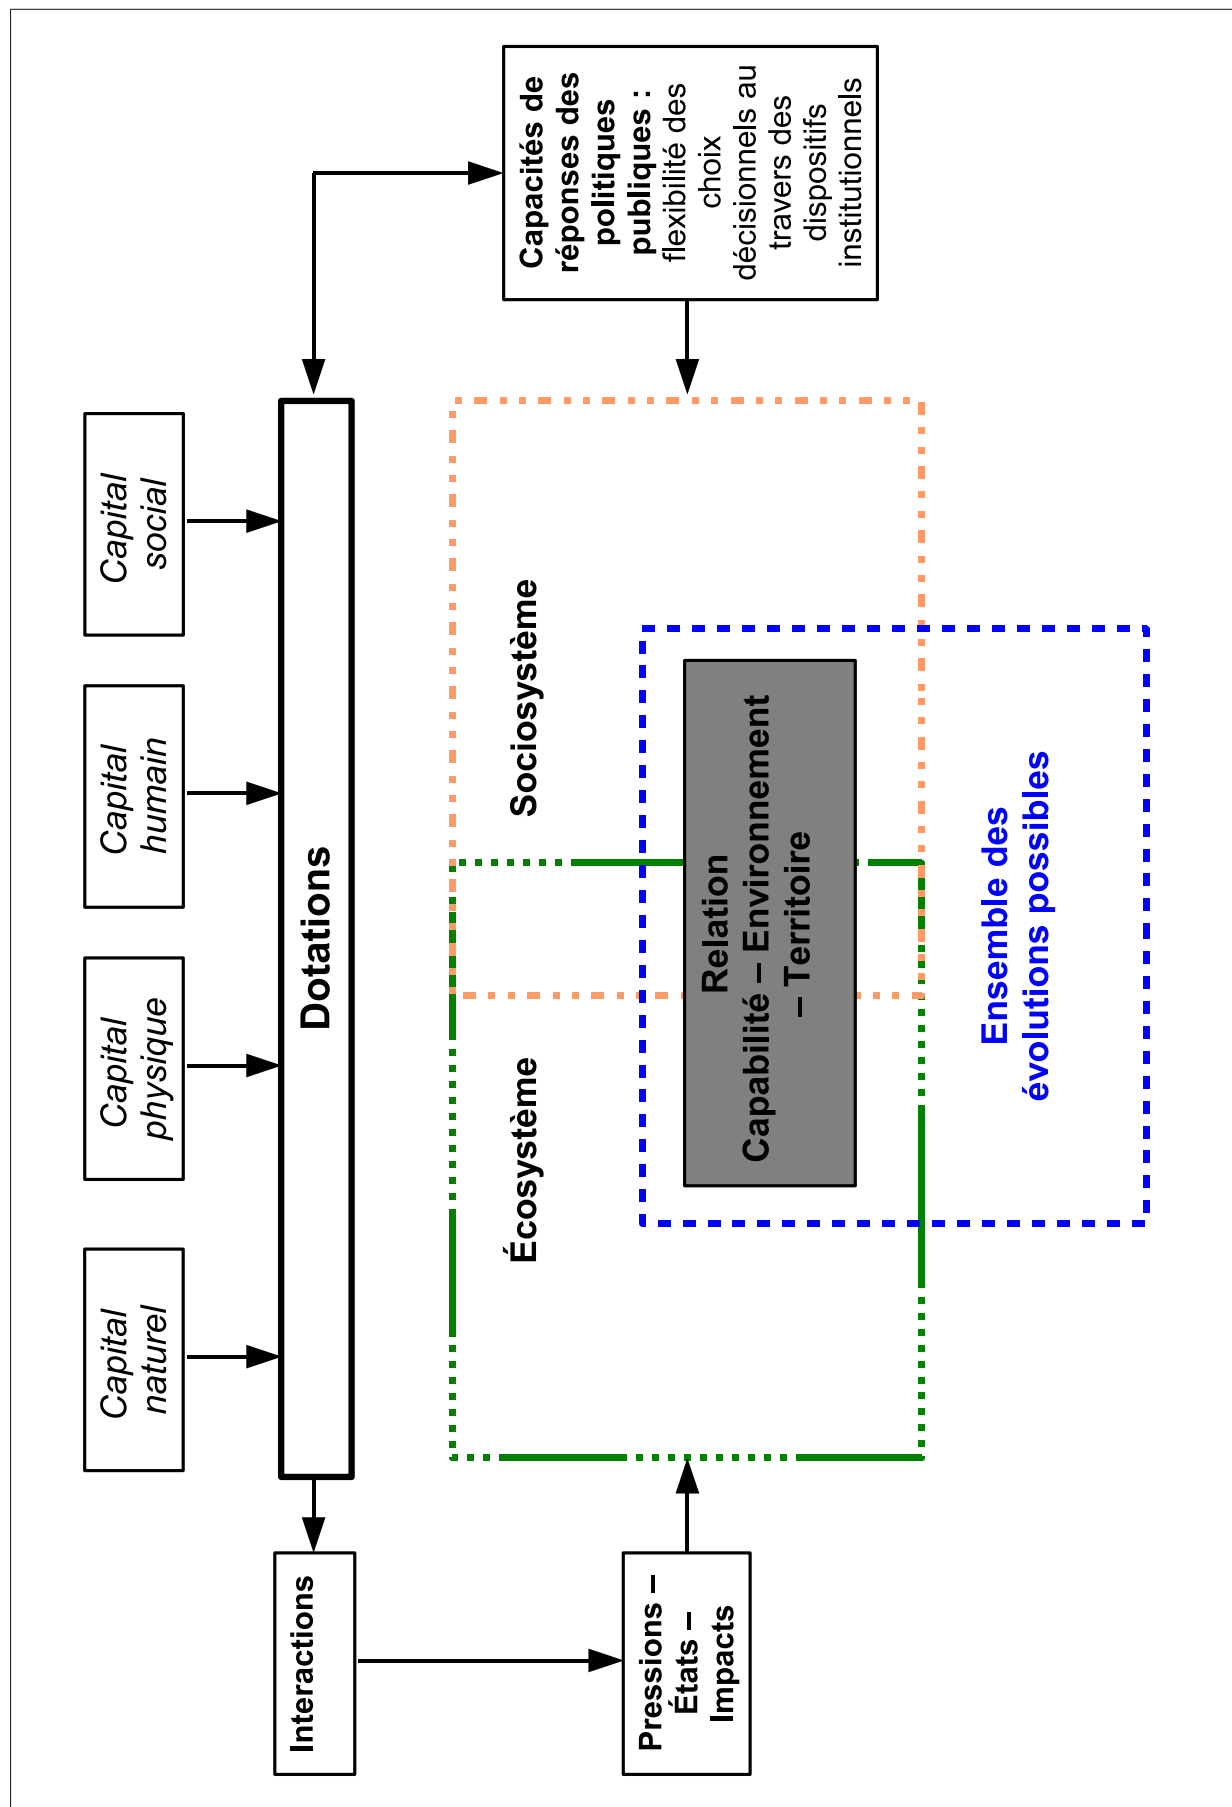 Capital
naturel
Capital
physique
Capital
humain
Capital
social
Interactions
Dotations
Capacités de
réponses des
politiques
publiques :
flexibilité des
choix
décisionnels au
travers des
dispositifs
institutionnels
Écosystème
Sociosystème
Pressions –
États –
Impacts
Relation
Capabilité – Environnement
– Territoire
Ensemble des
évolutions possibles